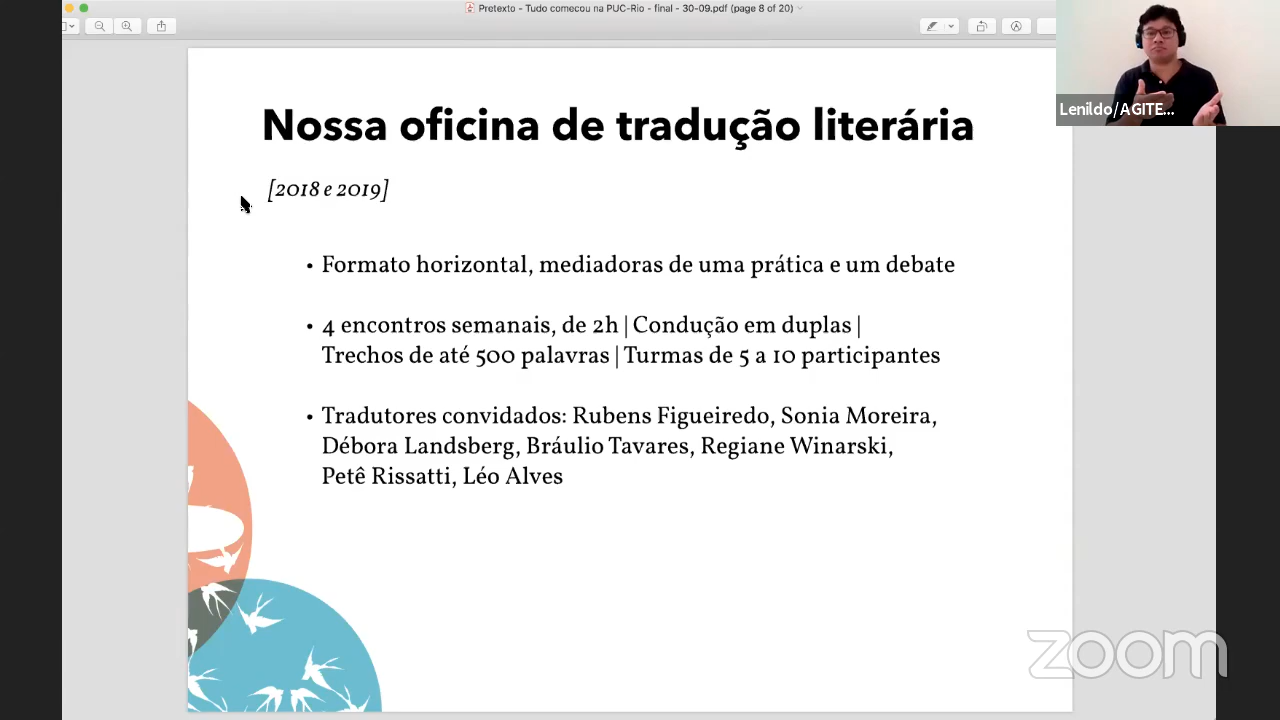 Pretexto - Tudo comecou na PUC-Rio - final - 30-09.pdf (page 8 of 20)
Lenildo/AGITE...
Nossa oficina de tradução literária
[2018 e 2019]
• Formato horizontal, mediadoras de uma prática e um debate
• 4 encontros semanais, de 2h | Condução em duplas |
Trechos de até 500 palavras | Turmas de 5 a 10 participantes
• Tradutores convidados: Rubens Figueiredo, Sonia Moreira,
Débora Landsberg, Bráulio Tavares, Regiane Winarski,
Petê Rissatti, Léo Alves
zoom